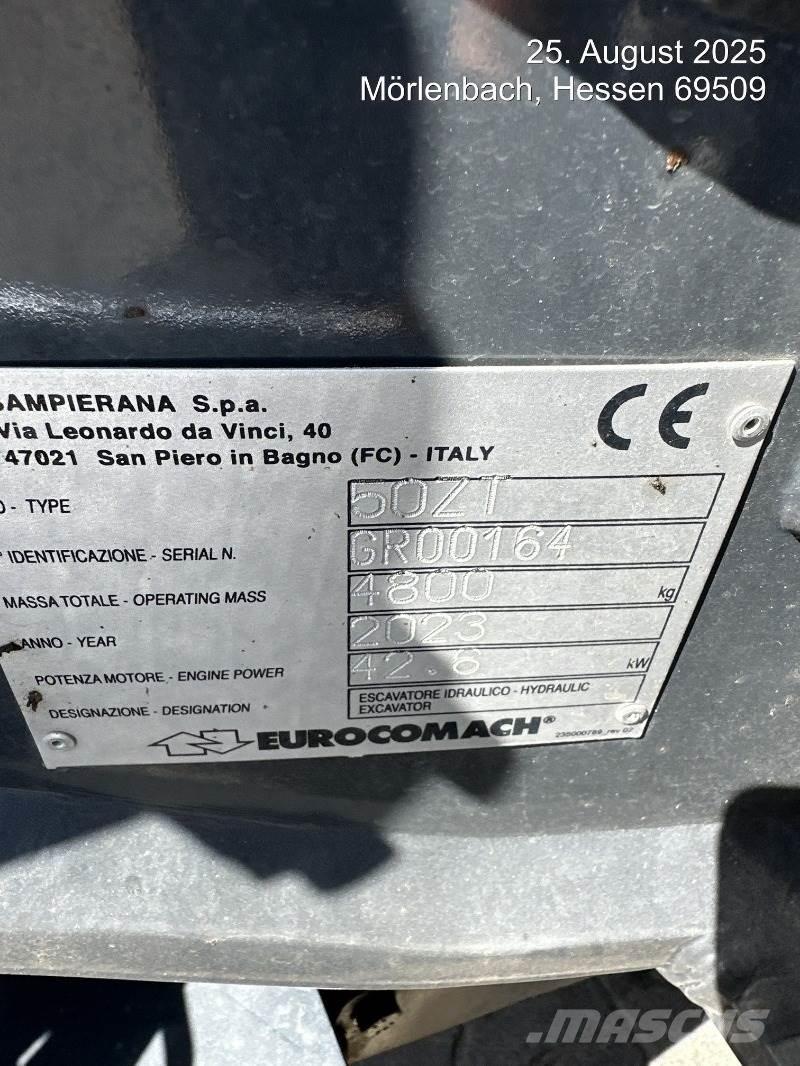 25. August 2025
Mörlenbach, Hessen 69509
SAMPIERANA S.p.a.
Via Leonardo da Vinci, 40
47021 San Piero in Bagno (FC) - ITALY
CE
- TYPE
50ZT
IDENTIFICAZIONE - SERIAL N.
GR00164
MASSA TOTALE - OPERATING MASS
4800 kg
ANNO - YEAR
2023
POTENZA MOTORE - ENGINE POWER
42.6 kW
DESIGNAZIONE - DESIGNATION
ESCAVATORE IDRAULICO - HYDRAULIC
EXCAVATOR
EUROCOMACH®
235000789_rev 02
.MASCUS